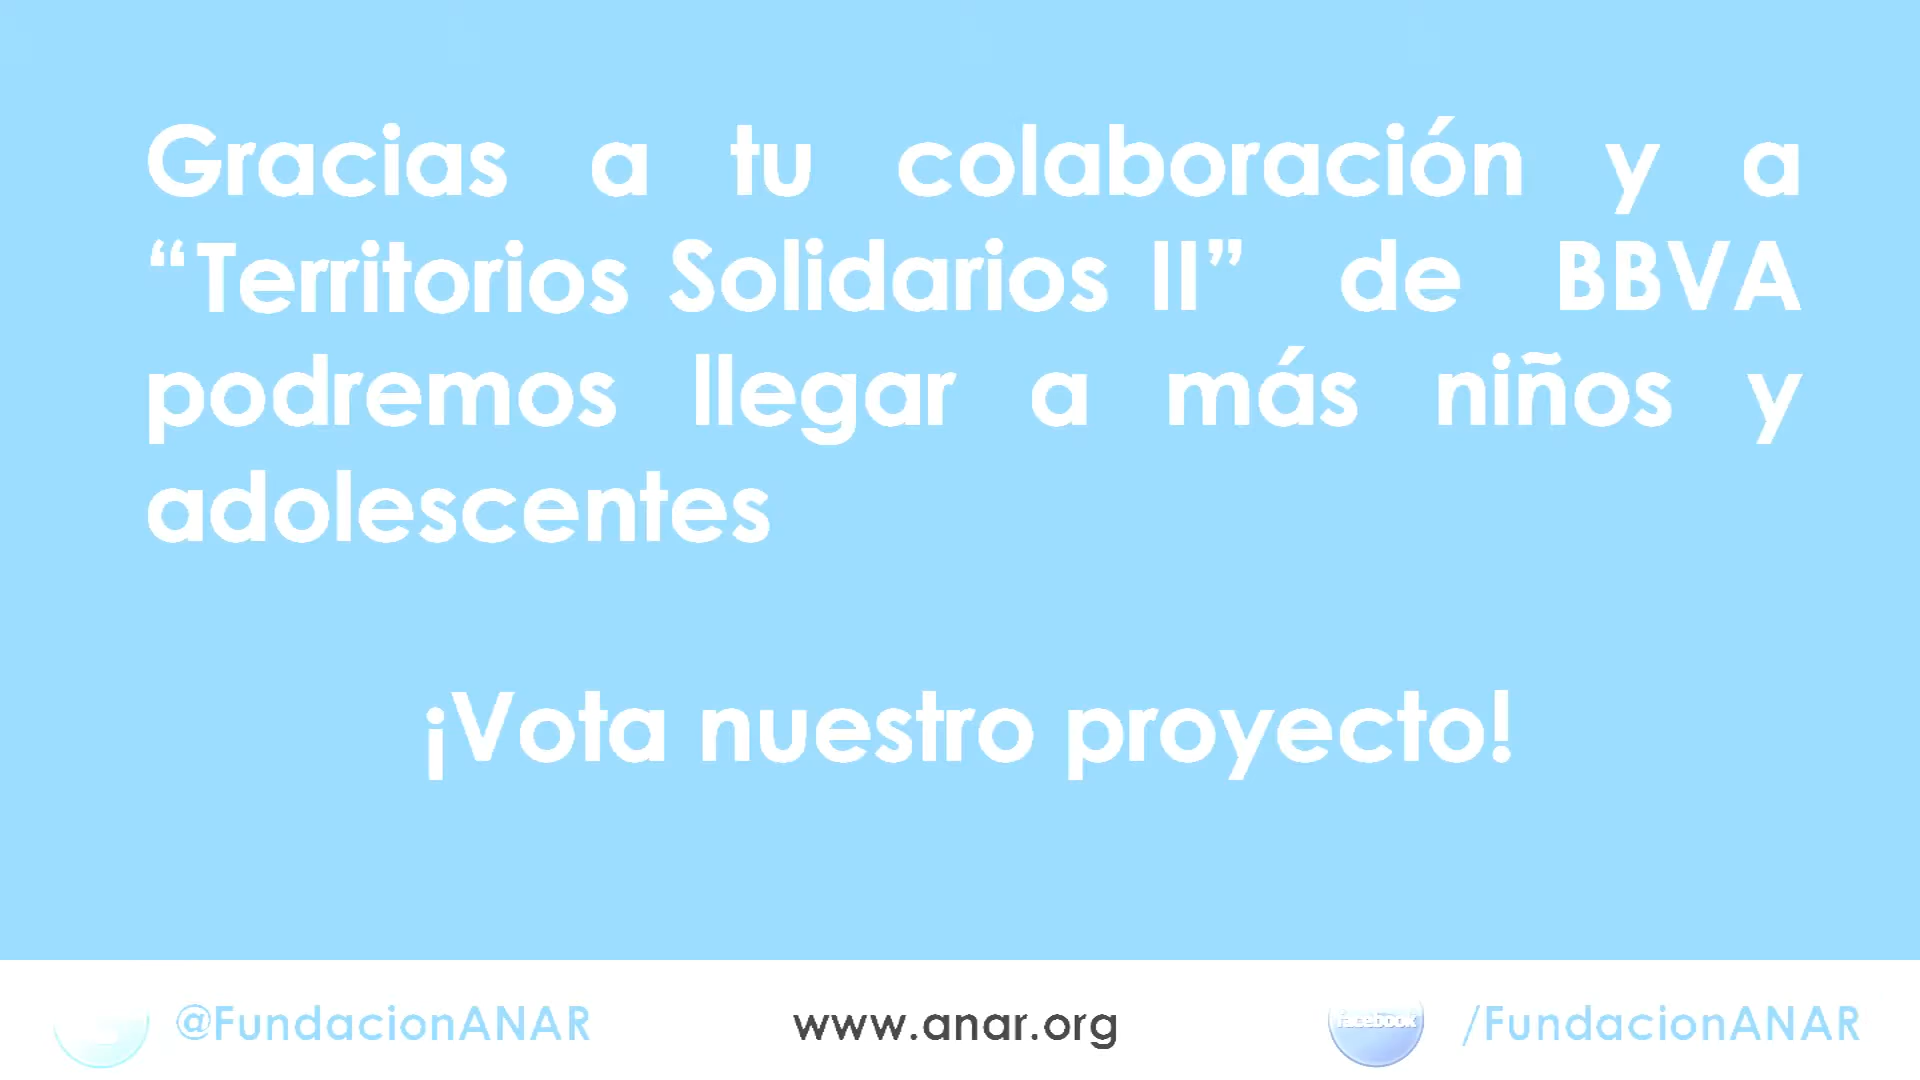 Gracias a tu colaboración y a
“Territorios Solidarios II” de BBVA
podremos llegar a más niños y
adolescentes
¡Vota nuestro proyecto!
@FundacionANAR
www.anar.org
facebook
/FundacionANAR